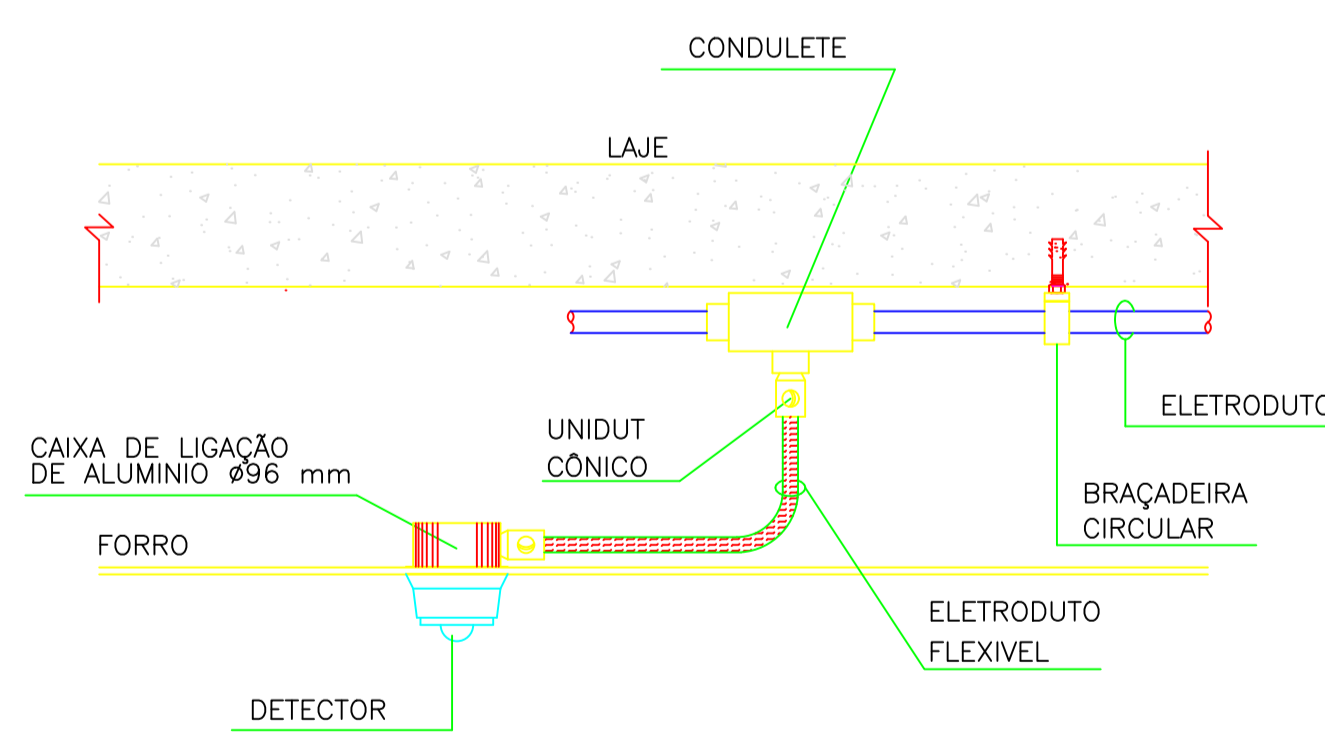 CONDULETE
LAJE
ELETRODUTO
UNIDUT
CÔNICO
CAIXA DE LIGAÇÃO
DE ALUMINIO Ø96 mm
BRAÇADEIRA
CIRCULAR
FORRO
ELETRODUTO
FLEXIVEL
DETECTOR